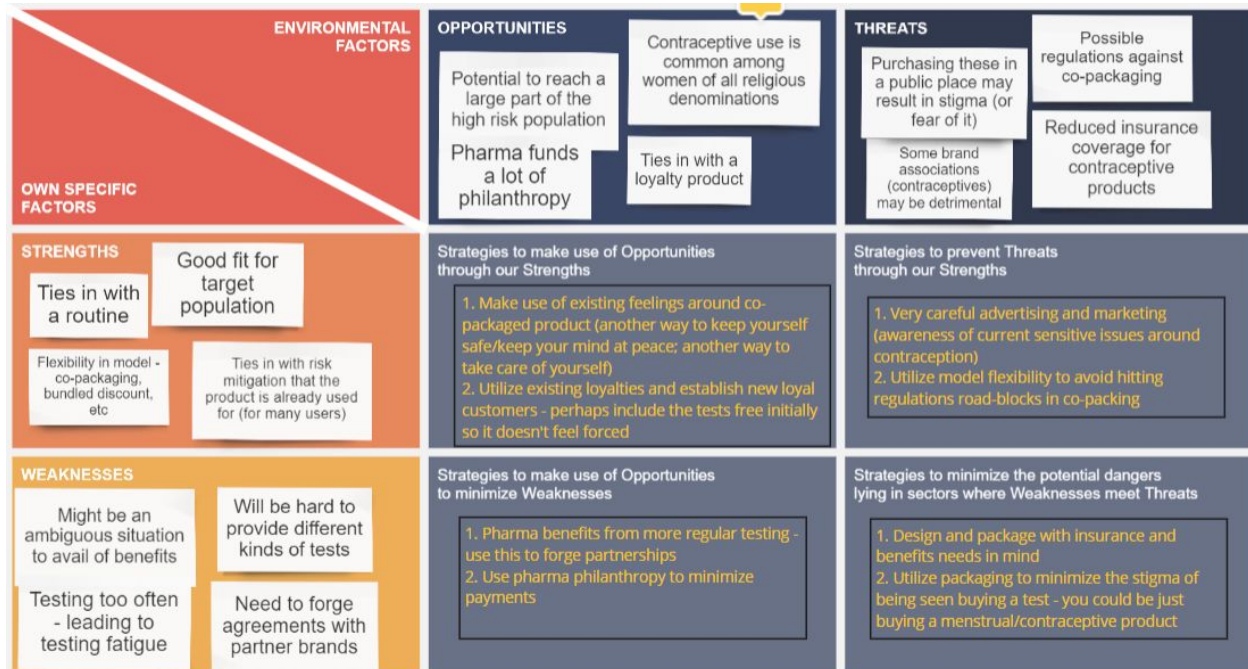 ENVIRONMENTAL
FACTORS
OWN SPECIFIC
FACTORS
OPPORTUNITIES
Potential to reach a
large part of the
high risk population
Contraceptive use is
common among
women of all religious
denominations
Pharma funds
a lot of
philanthropy
Ties in with a
loyalty product
THREATS
Purchasing these in
a public place may
result in stigma (or
fear of it)
Possible
regulations against
co-packaging
Some brand
associations
(contraceptives)
may be detrimental
Reduced insurance
coverage for
contraceptive
products
STRENGTHS
Ties in with
a routine
Good fit for
target
population
Flexibility in model -
co-packaging,
bundled discount,
etc
Ties in with risk
mitigation that the
product is already used
for (for many users)
Strategies to make use of Opportunities
through our Strengths
1. Make use of existing feelings around co-
packaged product (another way to keep yourself
safe/keep your mind at peace; another way to
take care of yourself)
2. Utilize existing loyalties and establish new loyal
customers - perhaps include the tests free initially
so it doesn't feel forced
Strategies to prevent Threats
through our Strengths
1. Very careful advertising and marketing
(awareness of current sensitive issues around
contraception)
2. Utilize model flexibility to avoid hitting
regulations road-blocks in co-packing
WEAKNESSES
Might be an
ambiguous situation
to avail of benefits
Will be hard to
provide different
kinds of tests
Testing too often
- leading to
testing fatigue
Need to forge
agreements with
partner brands
Strategies to make use of Opportunities
to minimize Weaknesses
1. Pharma benefits from more regular testing -
use this to forge partnerships
2. Use pharma philanthropy to minimize
payments
Strategies to minimize the potential dangers
lying in sectors where Weaknesses meet Threats
1. Design and package with insurance and
benefits needs in mind
2. Utilize packaging to minimize the stigma of
being seen buying a test - you could be just
buying a menstrual/contraceptive product